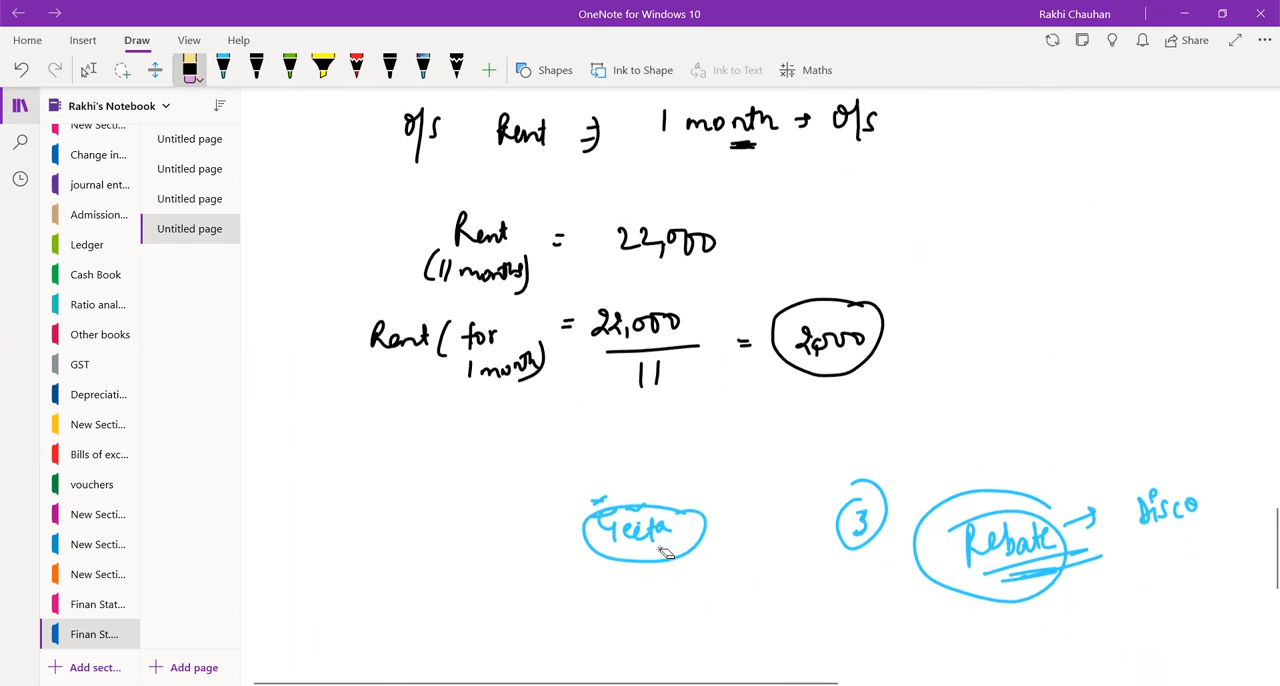 OneNote for Windows 10
Rakhi Chauhan
Home Insert Draw View Help
Share
Shapes Ink to Shape Ink to Text Maths
Rakhi's Notebook
New Secti...
Change in...
journal ent...
Admission...
Ledger
Cash Book
Ratio anal...
Other books
GST
Depreciati...
New Secti...
Bills of exc...
vouchers
New Secti...
New Secti...
New Secti...
Finan Stat...
Finan St....
Add sect...
Untitled page
Untitled page
Untitled page
Untitled page
Add page
o/s Rent ⇒ 1 month → o/s
Rent = 22,000
(11 months)
Rent (for = 22,000 = 2,000
1 month) 11
Geeta 3 Rebate → Disco